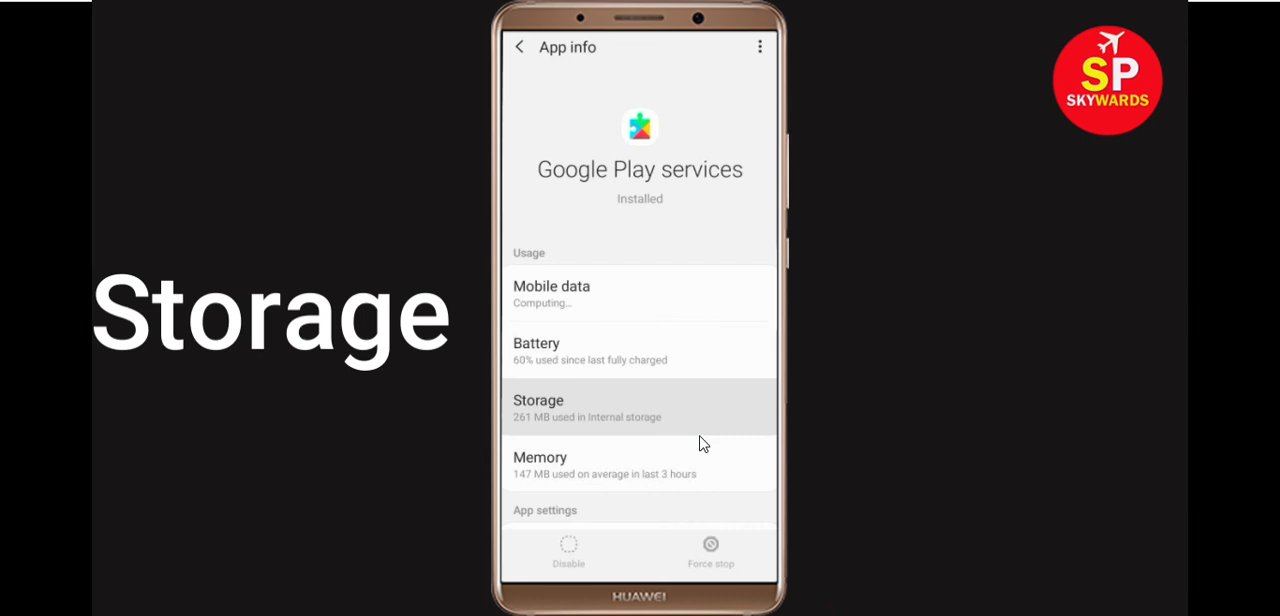 App info
SP
SKYWARDS
Google Play services
Installed
Usage
Mobile data
Computing...
Storage
Battery
60% used since last fully charged
Storage
261 MB used in Internal storage
Memory
147 MB used on average in last 3 hours
App settings
Disable
Force stop
HUAWEI